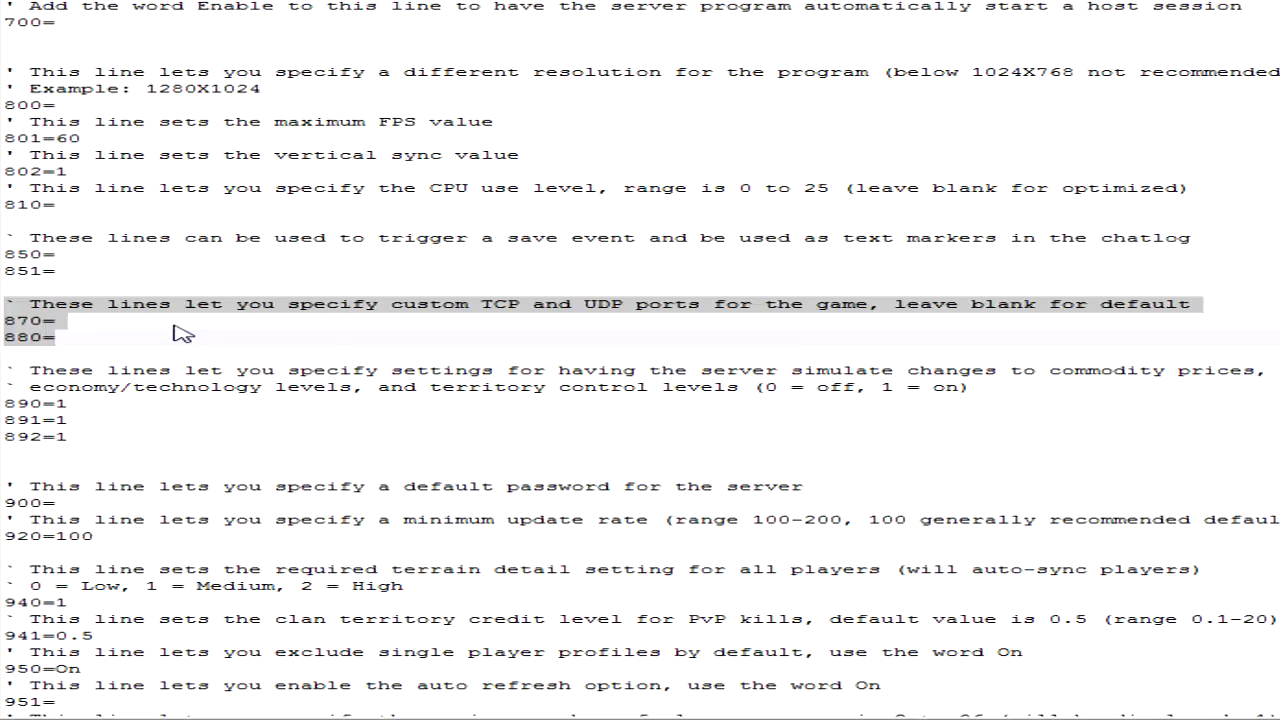 ' Add the word Enable to this line to have the server program automatically start a host session
700=
' This line lets you specify a different resolution for the program (below 1024X768 not recommended
' Example: 1280X1024
800=
' This line sets the maximum FPS value
801=60
' This line sets the vertical sync value
802=1
' This line lets you specify the CPU use level, range is 0 to 25 (leave blank for optimized)
810=
` These lines can be used to trigger a save event and be used as text markers in the chatlog
850=
851=
` These lines let you specify custom TCP and UDP ports for the game, leave blank for default
870=
880=
` These lines let you specify settings for having the server simulate changes to commodity prices,
` economy/technology levels, and territory control levels (0 = off, 1 = on)
890=1
891=1
892=1
' This line lets you specify a default password for the server
900=
' This line lets you specify a minimum update rate (range 100-200, 100 generally recommended defaul
920=100
` This line sets the required terrain detail setting for all players (will auto-sync players)
` 0 = Low, 1 = Medium, 2 = High
940=1
` This line sets the clan territory credit level for PvP kills, default value is 0.5 (range 0.1-20)
941=0.5
' This line lets you exclude single player profiles by default, use the word On
950=On
' This line lets you enable the auto refresh option, use the word On
951=